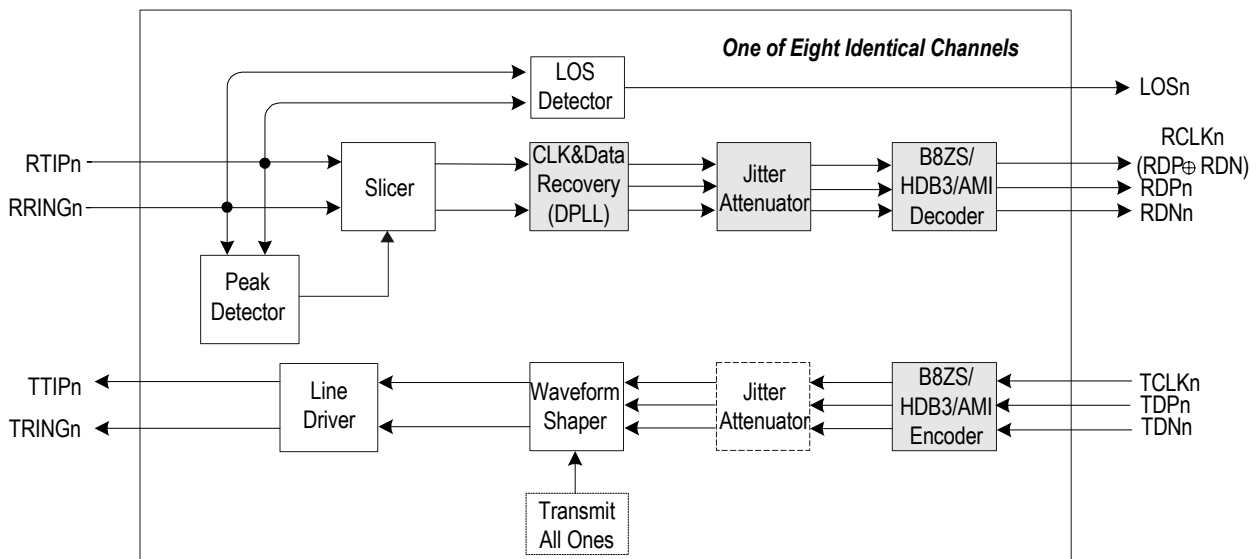 One of Eight Identical Channels
LOS
Detector
LOSn
RTIPn
RRINGn
Slicer
CLK&Data
Recovery
(DPLL)
Jitter
Attenuator
B8ZS/
HDB3/AMI
Decoder
RCLKn
(RDP⊕ RDN)
RDPn
RDNn
Peak
Detector
TTIPn
TRINGn
Line
Driver
Waveform
Shaper
Jitter
Attenuator
B8ZS/
HDB3/AMI
Encoder
TCLKn
TDPn
TDNn
Transmit
All Ones